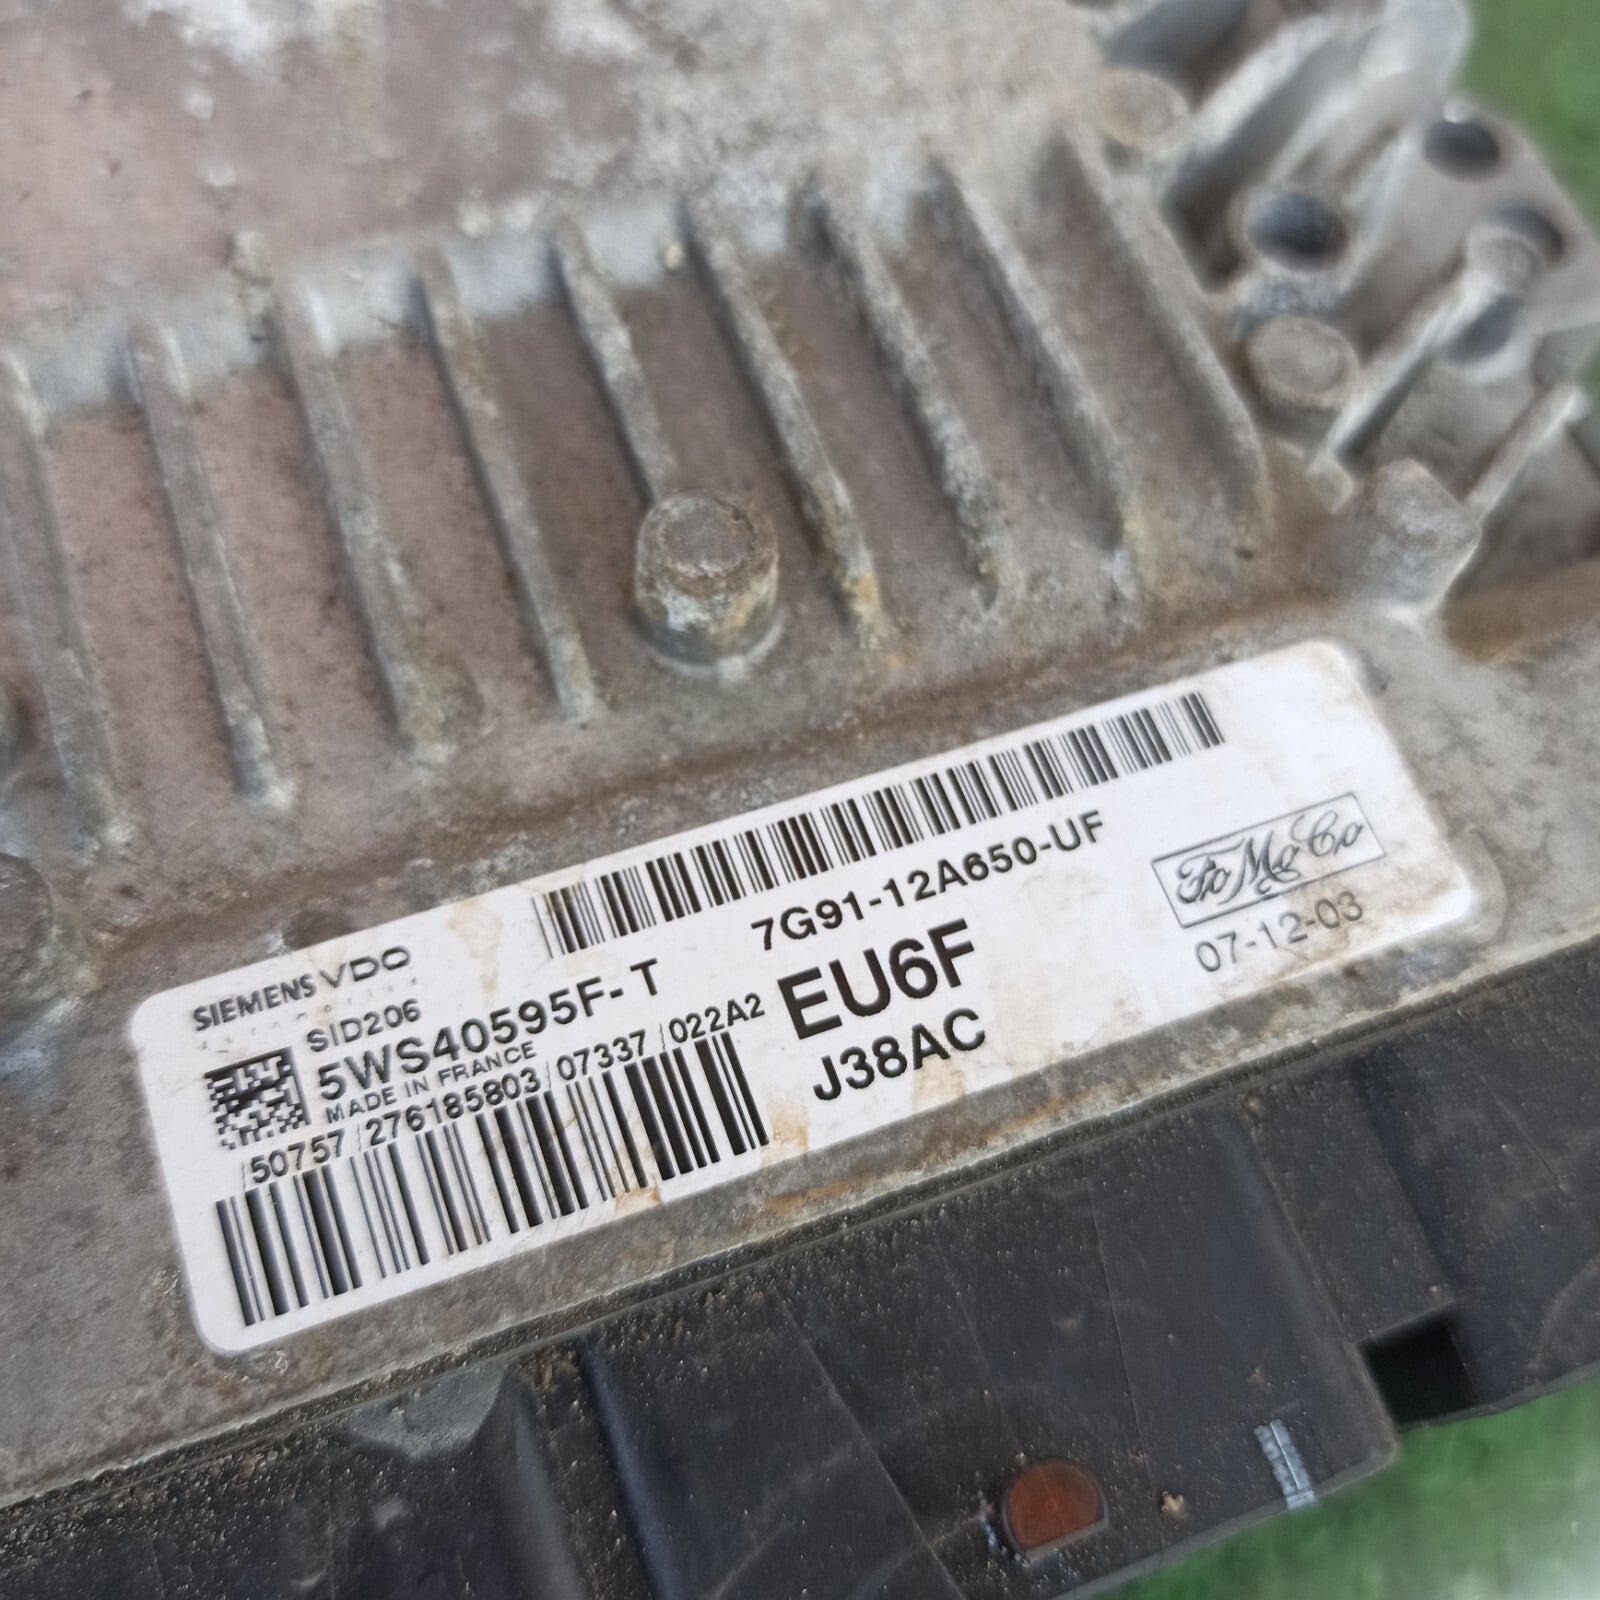 SIEMENS VDO
SID206
5WS40595F-T
MADE IN FRANCE
50757 276185803 07337 022A2
7G91-12A650-UF
EU6F
J38AC
FoMoCo
07-12-03